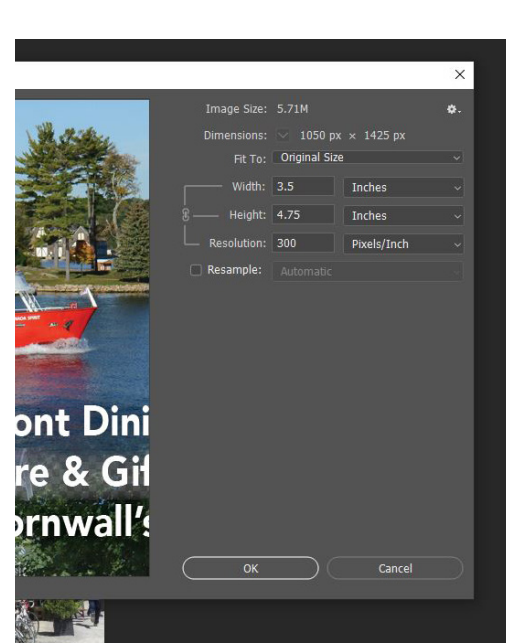 Image Size: 5.71M
Dimensions: 1050 px × 1425 px
Fit To: Original Size
Width: 3.5 Inches
Height: 4.75 Inches
Resolution: 300 Pixels/Inch
Resample: Automatic
ont Dini
re & Gif
ornwall's
OK Cancel